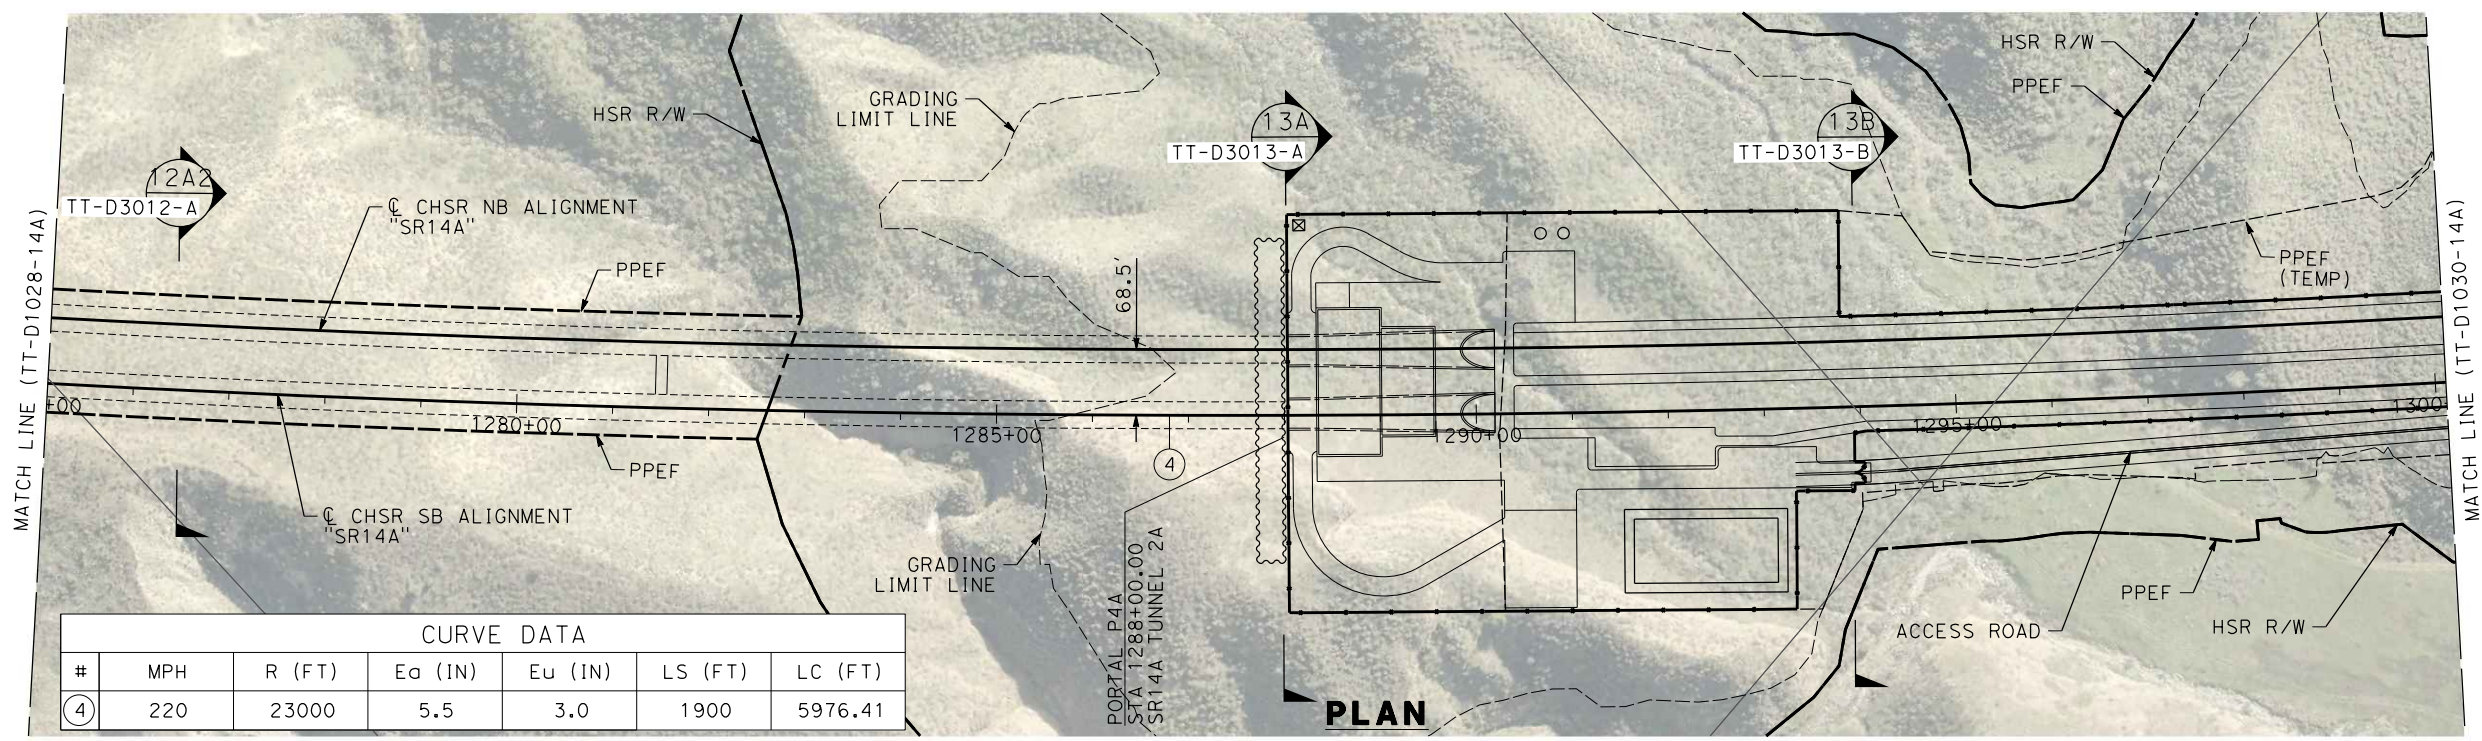 HSR R/W
GRADING
LIMIT LINE
13A
TT-D3013-A
13B
TT-D3013-B
HSR R/W
PPEF
12A2
TT-D3012-A
℄ CHSR NB ALIGNMENT
"SR14A"
PPEF
68.5'
PPEF
(TEMP)
MATCH LINE (TT-D1028-14A)
MATCH LINE (TT-D1030-14A)
+00
1280+00
1285+00
1290+00
1295+00
1300
4
PPEF
℄ CHSR SB ALIGNMENT
"SR14A"
GRADING
LIMIT LINE
PORTAL P4A
STA 1288+00.00
SR14A TUNNEL 2A
ACCESS ROAD
PPEF
HSR R/W
CURVE DATA
# MPH R (FT) Ea (IN) Eu (IN) LS (FT) LC (FT)
4 220 23000 5.5 3.0 1900 5976.41
PLAN